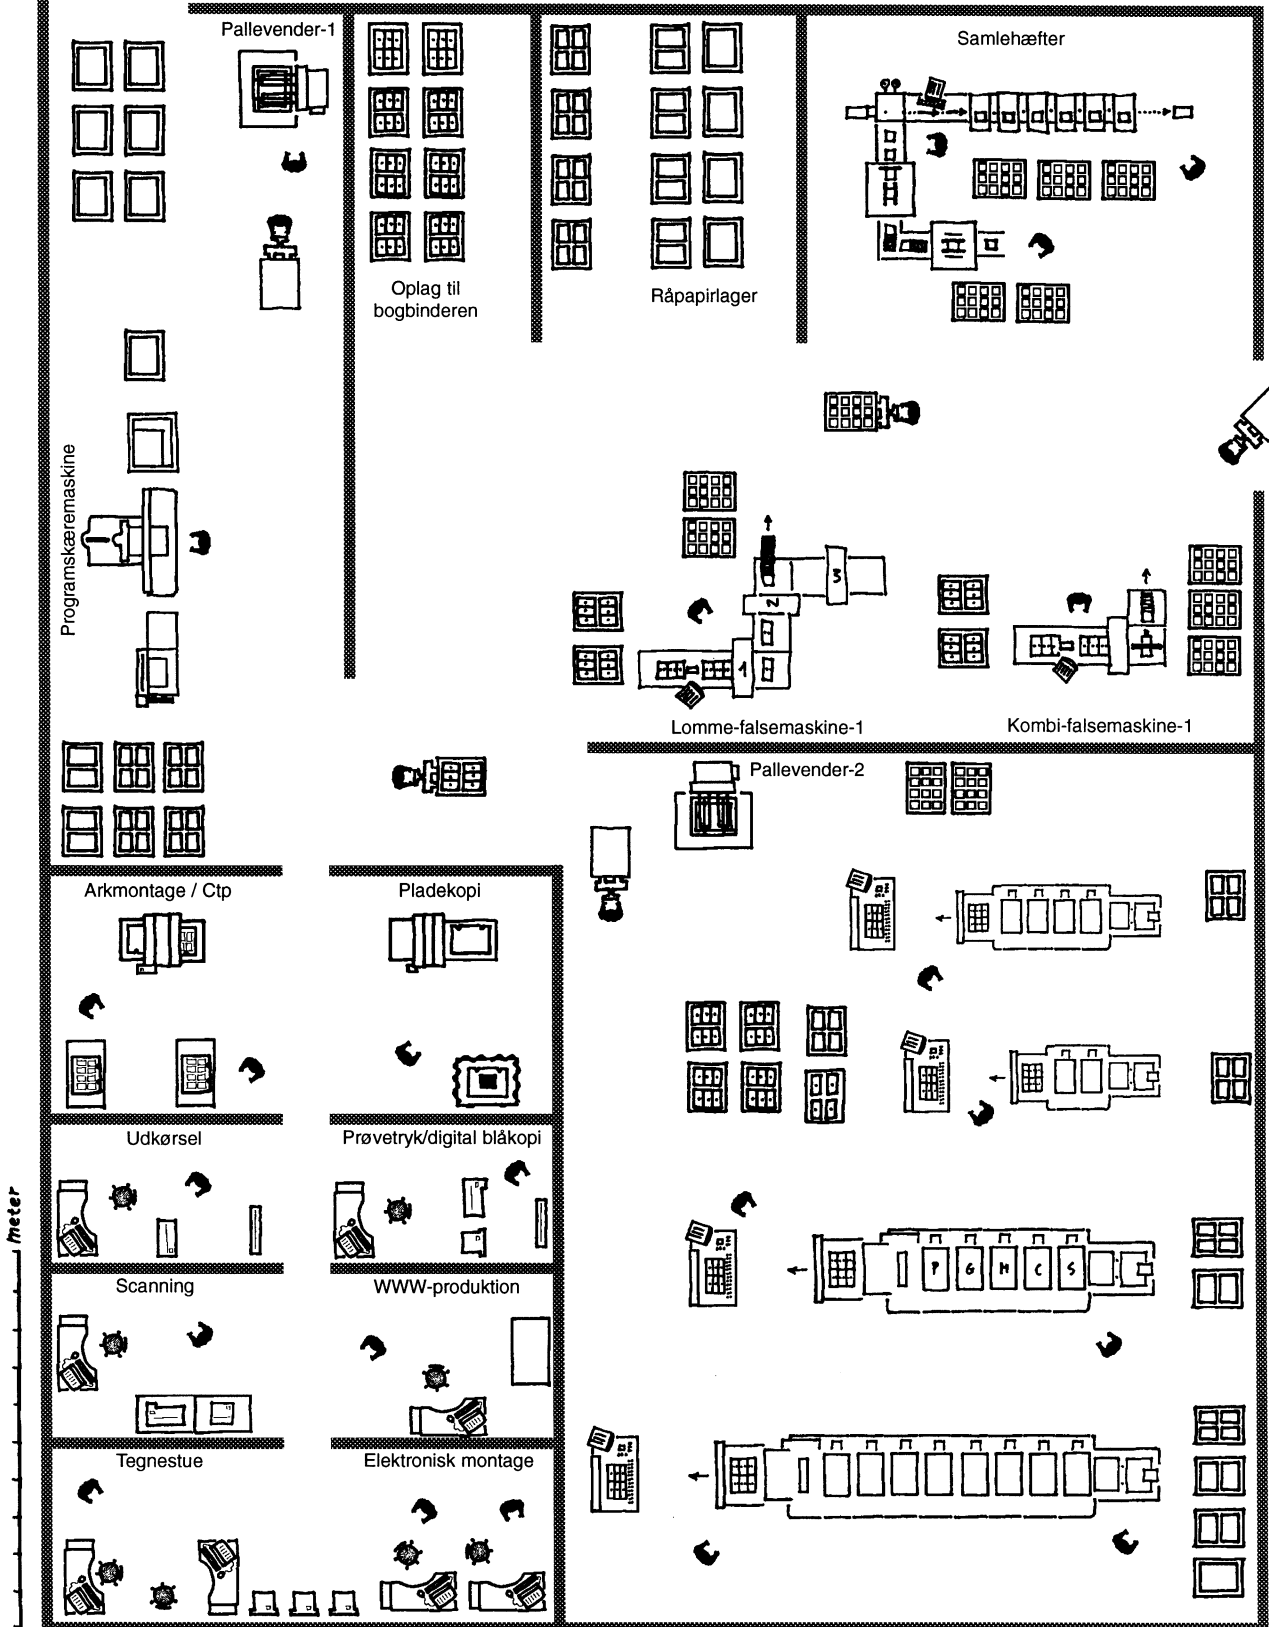 Pallevender-1
Samlehæfter
Oplag til
bogbinderen
Råpapirlager
Programskæremaskine
3
2
1
Lomme-falsemaskine-1
Kombi-falsemaskine-1
Pallevender-2
Arkmontage / Ctp
Pladekopi
Udkørsel
Prøvetryk/digital blåkopi
meter
P G M C S
Scanning
WWW-produktion
Tegnestue
Elektronisk montage